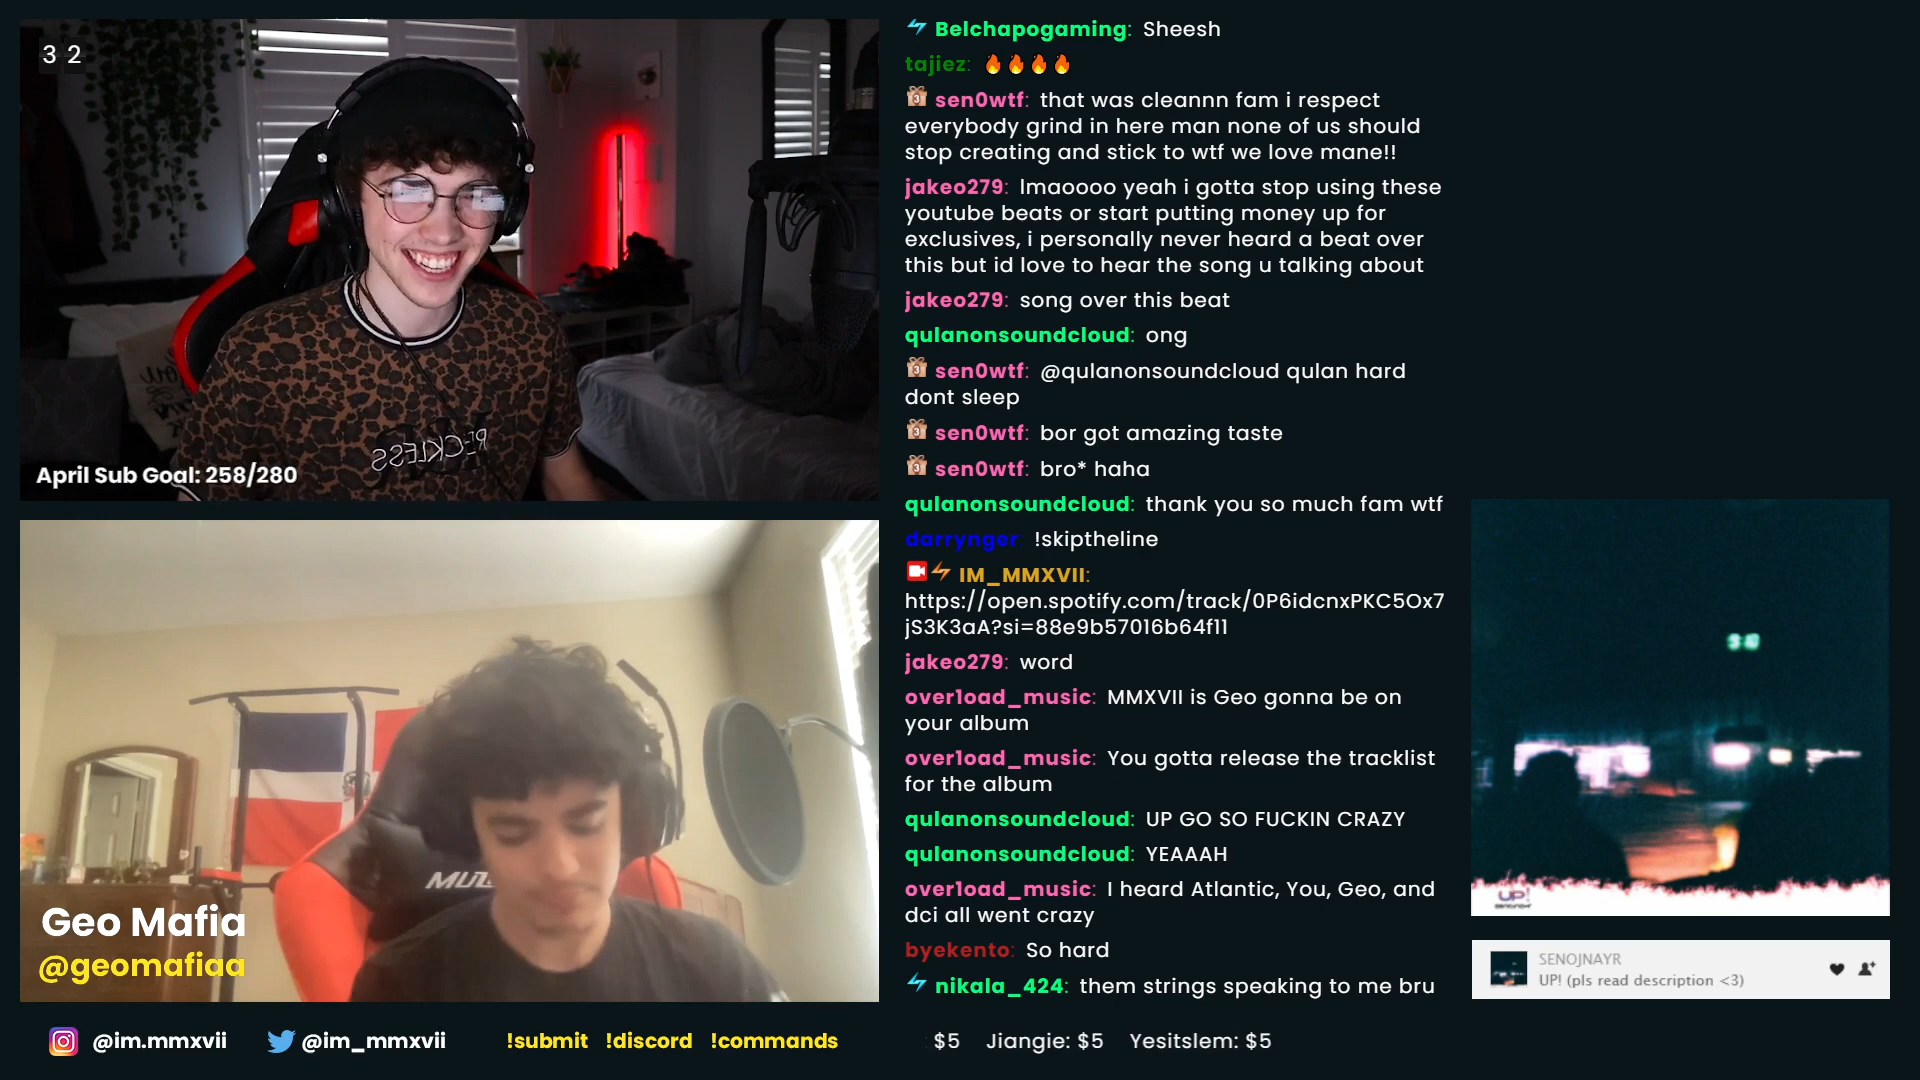 3 2
RECKLESS
April Sub Goal: 258/280
Geo Mafia
@geomafiaa
@im.mmxvii
@im_mmxvii
!submit !discord !commands
Belchapogaming: Sheesh
tajiez: 🔥🔥🔥🔥
sen0wtf: that was cleannn fam i respect
everybody grind in here man none of us should
stop creating and stick to wtf we love mane!!
jakeo279: lmaoooo yeah i gotta stop using these
youtube beats or start putting money up for
exclusives, i personally never heard a beat over
this but id love to hear the song u talking about
jakeo279: song over this beat
qulanonsoundcloud: ong
sen0wtf: @qulanonsoundcloud qulan hard
dont sleep
sen0wtf: bor got amazing taste
sen0wtf: bro* haha
qulanonsoundcloud: thank you so much fam wtf
darrynger: !skiptheline
IM_MMXVII:
https://open.spotify.com/track/0P6idcnxPKC5Ox7
jS3K3aA?si=88e9b57016b64f11
jakeo279: word
over1oad_music: MMXVII is Geo gonna be on
your album
over1oad_music: You gotta release the tracklist
for the album
qulanonsoundcloud: UP GO SO FUCKIN CRAZY
qulanonsoundcloud: YEAAAH
over1oad_music: I heard Atlantic, You, Geo, and
dci all went crazy
byekento: So hard
nikala_424: them strings speaking to me bru
$5 Jiangie: $5 Yesitslem: $5
UP!
SENOJNAYR
UP! (pls read description <3)